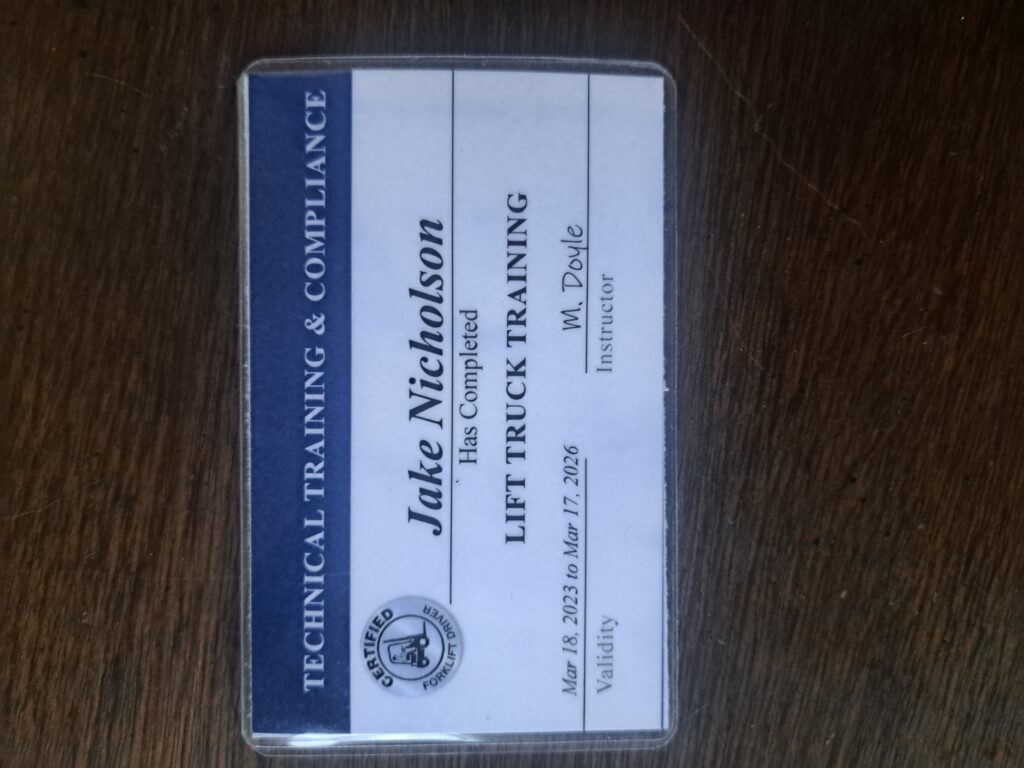 TECHNICAL TRAINING & COMPLIANCE
CERTIFIED
FORKLIFT DRIVER
Jake Nicholson
Has Completed
LIFT TRUCK TRAINING
Mar 18, 2023 to Mar 17, 2026
M. Doyle
Validity
Instructor